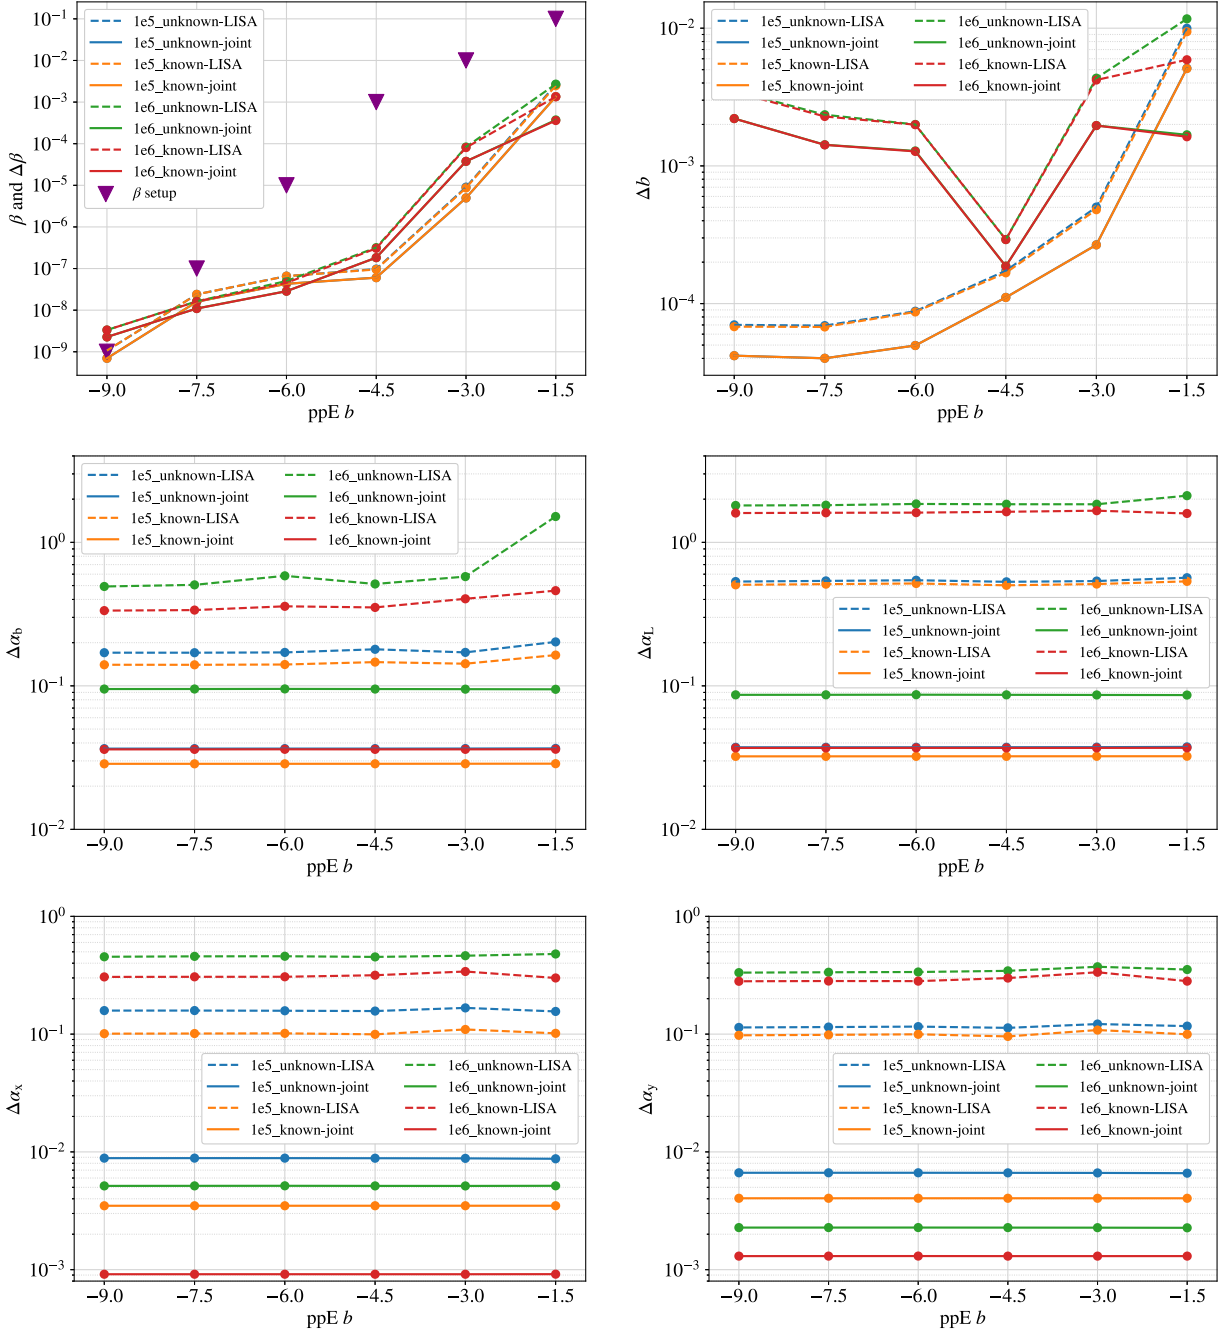 10⁻¹
10⁻²
10⁻³
10⁻⁴
10⁻⁵
10⁻⁶
10⁻⁷
10⁻⁸
10⁻⁹
β and Δβ
1e5_unknown-LISA
1e5_unknown-joint
1e5_known-LISA
1e5_known-joint
1e6_unknown-LISA
1e6_unknown-joint
1e6_known-LISA
1e6_known-joint
β setup
−9.0 −7.5 −6.0 −4.5 −3.0 −1.5
ppE b
10⁻²
10⁻³
10⁻⁴
Δb
1e5_unknown-LISA 1e6_unknown-LISA
1e5_unknown-joint 1e6_unknown-joint
1e5_known-LISA 1e6_known-LISA
1e5_known-joint 1e6_known-joint
−9.0 −7.5 −6.0 −4.5 −3.0 −1.5
ppE b
10⁰
10⁻¹
10⁻²
Δα_b
1e5_unknown-LISA 1e6_unknown-LISA
1e5_unknown-joint 1e6_unknown-joint
1e5_known-LISA 1e6_known-LISA
1e5_known-joint 1e6_known-joint
−9.0 −7.5 −6.0 −4.5 −3.0 −1.5
ppE b
10⁰
10⁻¹
10⁻²
Δα_L
1e5_unknown-LISA 1e6_unknown-LISA
1e5_unknown-joint 1e6_unknown-joint
1e5_known-LISA 1e6_known-LISA
1e5_known-joint 1e6_known-joint
−9.0 −7.5 −6.0 −4.5 −3.0 −1.5
ppE b
10⁰
10⁻¹
10⁻²
10⁻³
Δα_x
1e5_unknown-LISA 1e6_unknown-LISA
1e5_unknown-joint 1e6_unknown-joint
1e5_known-LISA 1e6_known-LISA
1e5_known-joint 1e6_known-joint
−9.0 −7.5 −6.0 −4.5 −3.0 −1.5
ppE b
10⁰
10⁻¹
10⁻²
10⁻³
Δα_y
1e5_unknown-LISA 1e6_unknown-LISA
1e5_unknown-joint 1e6_unknown-joint
1e5_known-LISA 1e6_known-LISA
1e5_known-joint 1e6_known-joint
−9.0 −7.5 −6.0 −4.5 −3.0 −1.5
ppE b